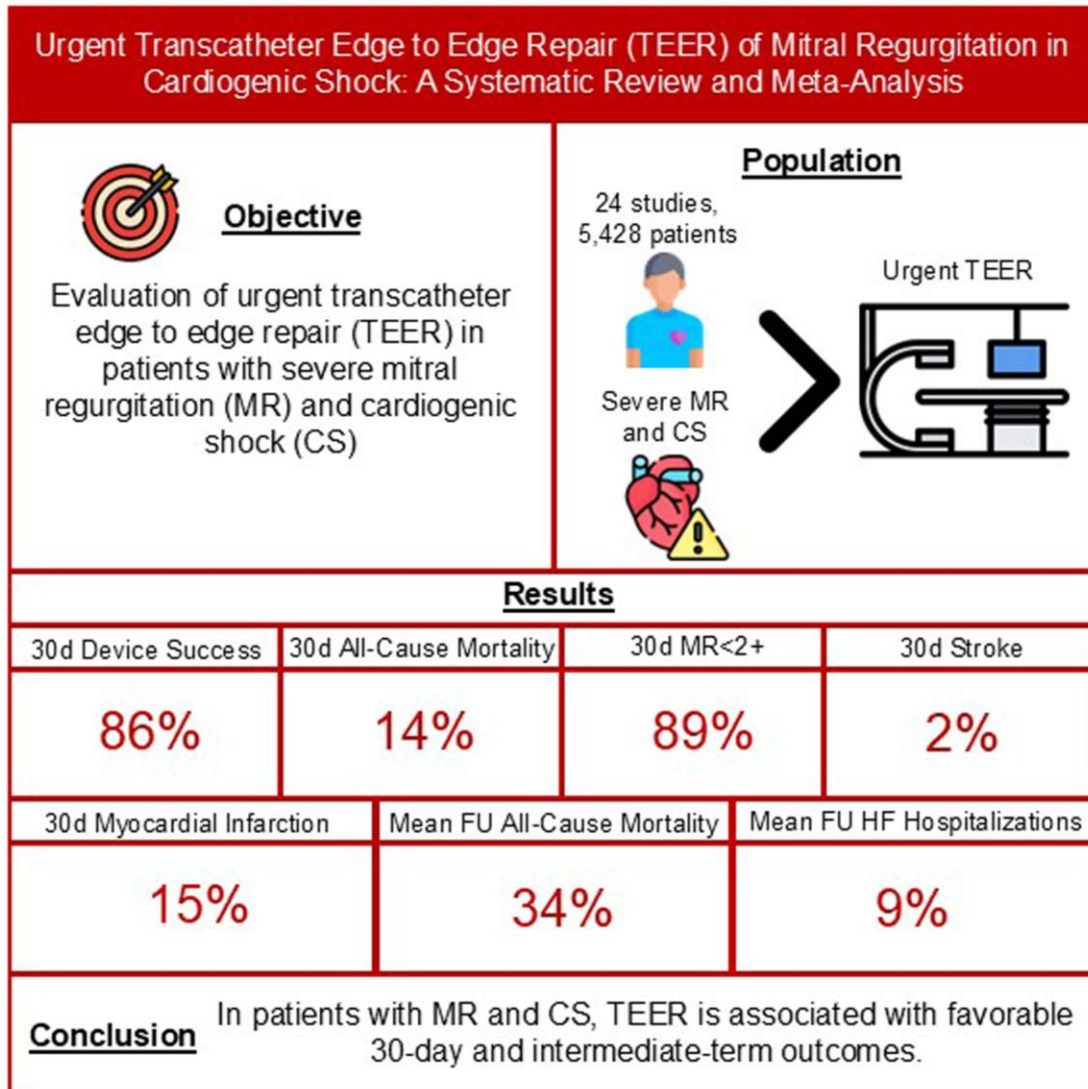 Urgent Transcatheter Edge to Edge Repair (TEER) of Mitral Regurgitation in
Cardiogenic Shock: A Systematic Review and Meta-Analysis
Objective
Evaluation of urgent transcatheter
edge to edge repair (TEER) in
patients with severe mitral
regurgitation (MR) and cardiogenic
shock (CS)
Population
24 studies,
5,428 patients
Severe MR
and CS
Urgent TEER
Results
30d Device Success
86%
30d All-Cause Mortality
14%
30d MR<2+
89%
30d Stroke
2%
30d Myocardial Infarction
15%
Mean FU All-Cause Mortality
34%
Mean FU HF Hospitalizations
9%
Conclusion
In patients with MR and CS, TEER is associated with favorable
30-day and intermediate-term outcomes.